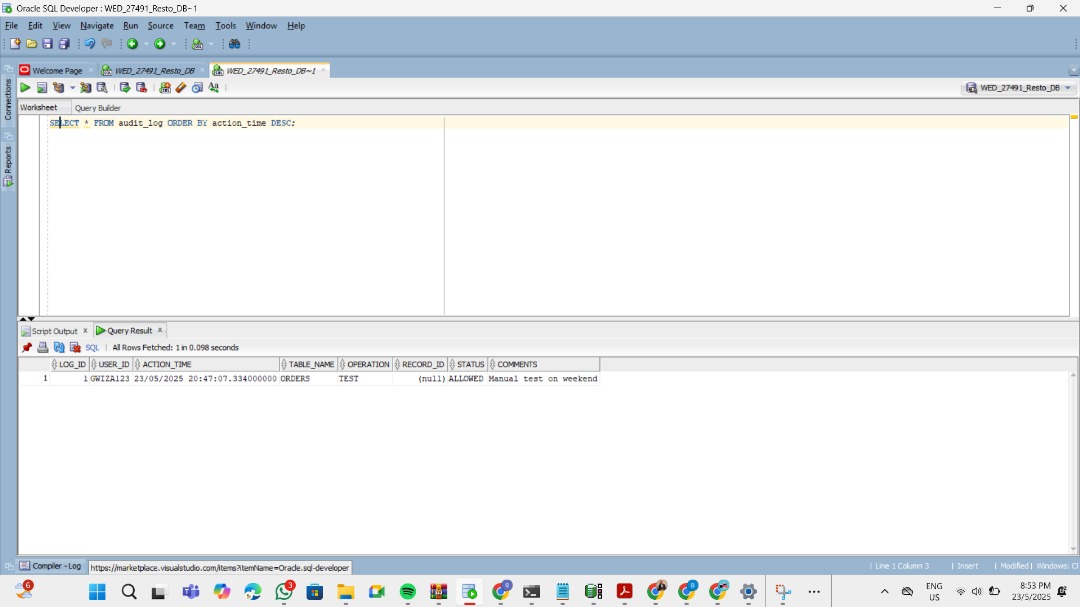 Oracle SQL Developer : WED_27491_Resto_DB~1
File Edit View Navigate Run Source Team Tools Window Help
Welcome Page WED_27491_Resto_DB WED_27491_Resto_DB~1
WED_27491_Resto_DB
Connections
Reports
Worksheet Query Builder
SELECT * FROM audit_log ORDER BY action_time DESC;
Script Output x Query Result x
SQL | All Rows Fetched: 1 in 0.098 seconds
LOG_ID USER_ID ACTION_TIME TABLE_NAME OPERATION RECORD_ID STATUS COMMENTS
1 1 GWIZA123 23/05/2025 20:47:07.334000000 ORDERS TEST (null) ALLOWED Manual test on weekend
Compiler - Log https://marketplace.visualstudio.com/items?itemName=Oracle.sql-developer | Line 1 Column 3 | Insert | Modified | Windows: C
6 3 ENG 8:53 PM
US 23/5/2025